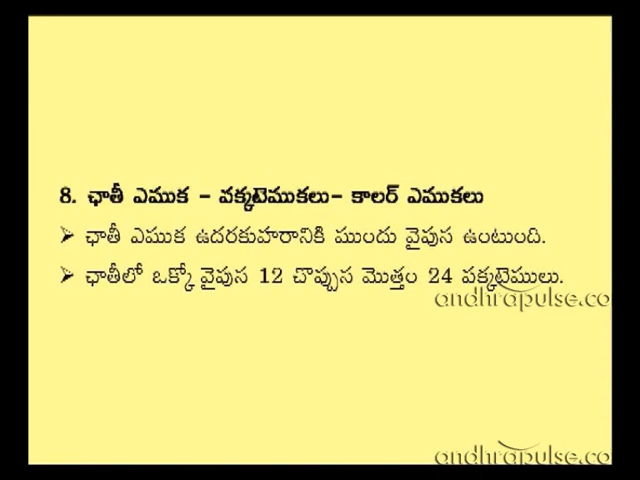 8. ఛాతీ ఎముక - పక్కటెముకలు- కాలర్ ఎముకలు
➢ ఛాతీ ఎముక ఉదరకుహరానికి ముందు వైపున ఉంటుంది.
➢ ఛాతీలో ఒక్కో వైపున 12 చొప్పున మొత్తం 24 పక్కటెములు.
andhrapulse.co
andhrapulse.co